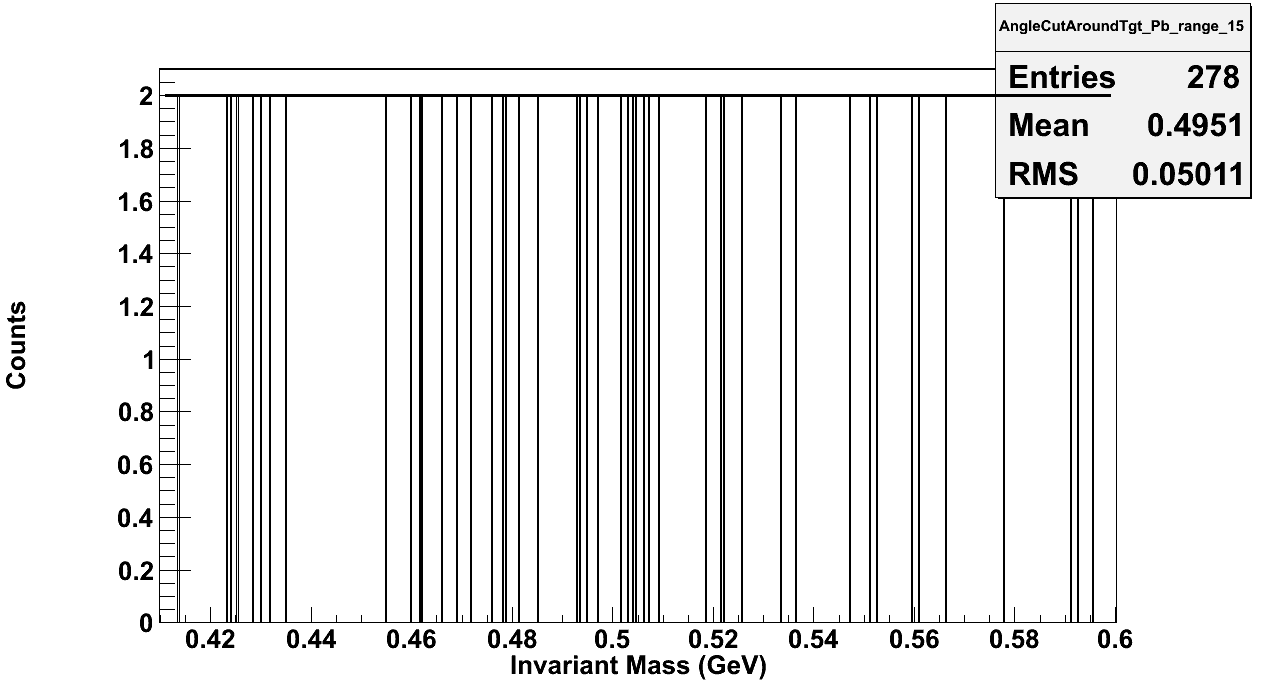 AngleCutAroundTgt_Pb_range_15
Entries 278
Mean 0.4951
RMS 0.05011
2
1.8
1.6
1.4
1.2
1
0.8
0.6
0.4
0.2
0
Counts
0.42 0.44 0.46 0.48 0.5 0.52 0.54 0.56 0.58 0.6
Invariant Mass (GeV)